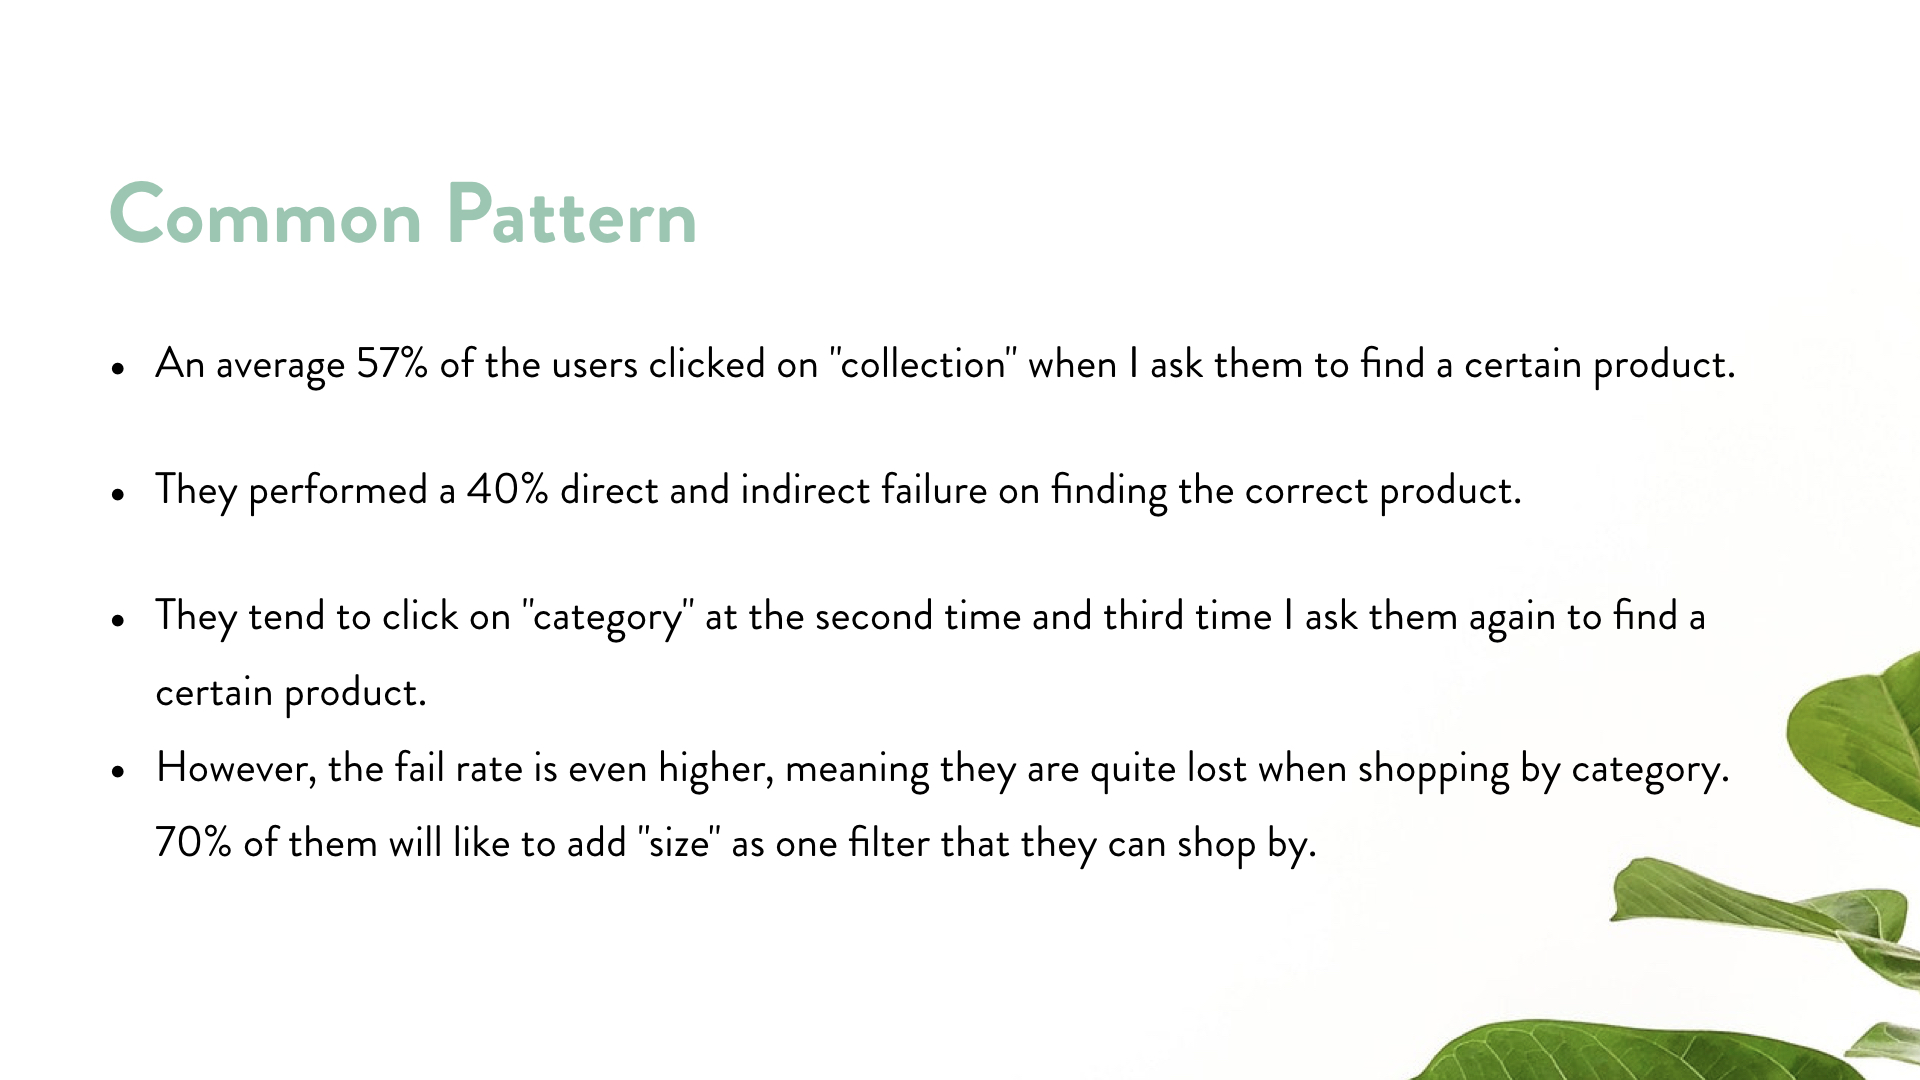 Common Pattern
• An average 57% of the users clicked on "collection" when I ask them to find a certain product.
• They performed a 40% direct and indirect failure on finding the correct product.
• They tend to click on "category" at the second time and third time I ask them again to find a
certain product.
• However, the fail rate is even higher, meaning they are quite lost when shopping by category.
70% of them will like to add "size" as one filter that they can shop by.